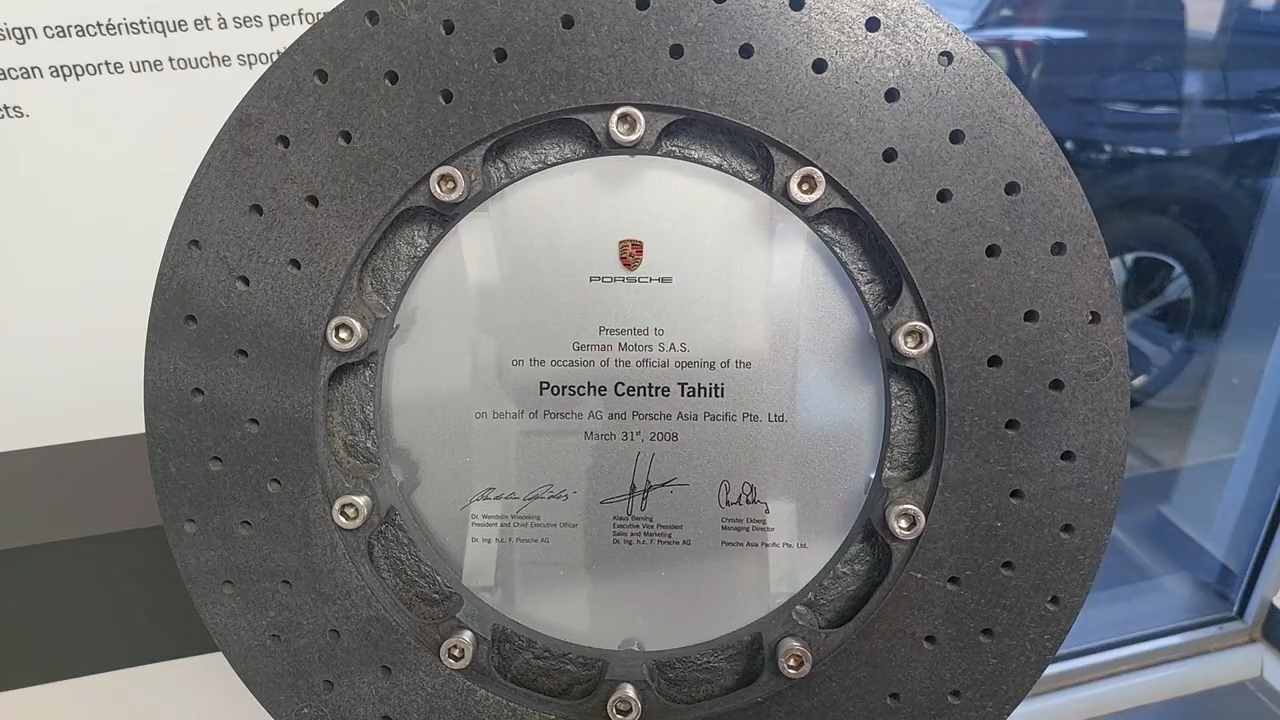 sign caractéristique et à ses perfor
acan apporte une touche sporti
cts.
PORSCHE
Presented to
German Motors S.A.S.
on the occasion of the official opening of the
Porsche Centre Tahiti
on behalf of Porsche AG and Porsche Asia Pacific Pte. Ltd.
March 31st, 2008
Dr. Wendelin Wiedeking
President and Chief Executive Officer
Dr. Ing. h.c. F. Porsche AG
Klaus Berning
Executive Vice President
Sales and Marketing
Dr. Ing. h.c. F. Porsche AG
Christer Ekberg
Managing Director
Porsche Asia Pacific Pte. Ltd.